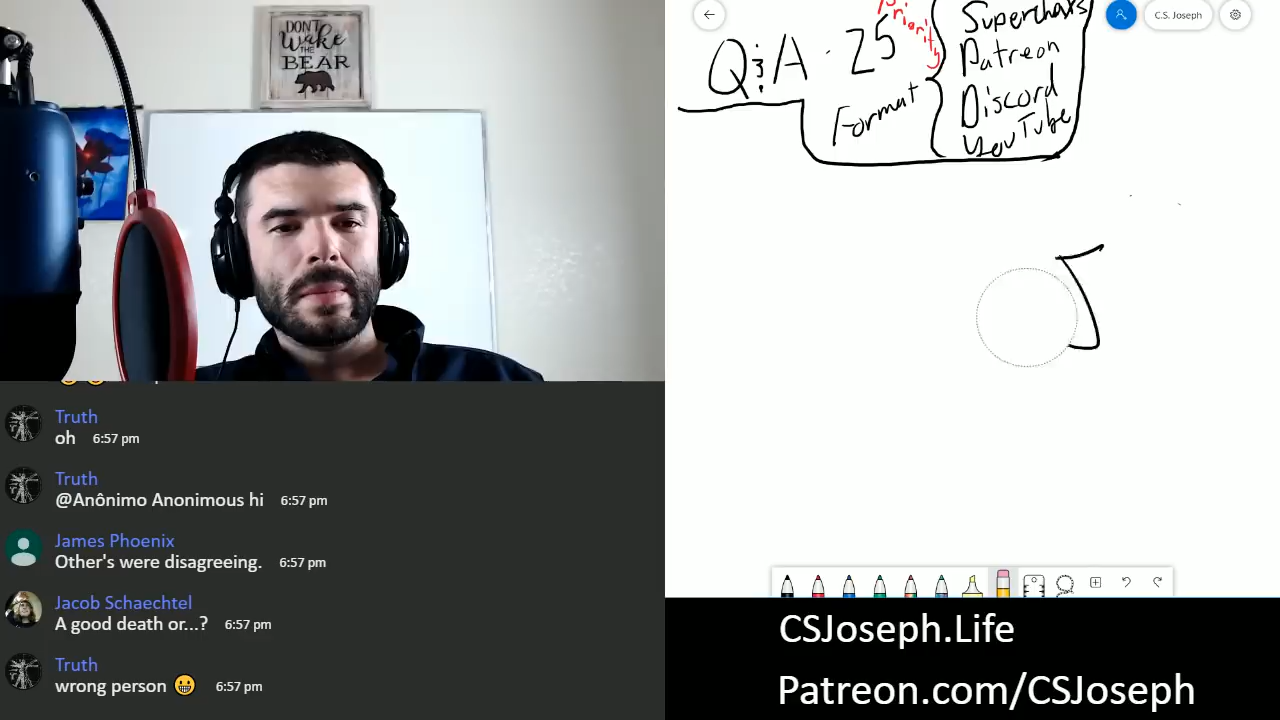 DON'T
Wake
THE
BEAR
Truth
oh 6:57 pm
Truth
@Anônimo Anonimous hi 6:57 pm
James Phoenix
Other's were disagreeing. 6:57 pm
Jacob Schaechtel
A good death or...? 6:57 pm
Truth
wrong person 😀 6:57 pm
Q&A · 25
Format
Priority
Superchats
Patreon
Discord
YouTube
C.S. Joseph
CSJoseph.Life
Patreon.com/CSJoseph